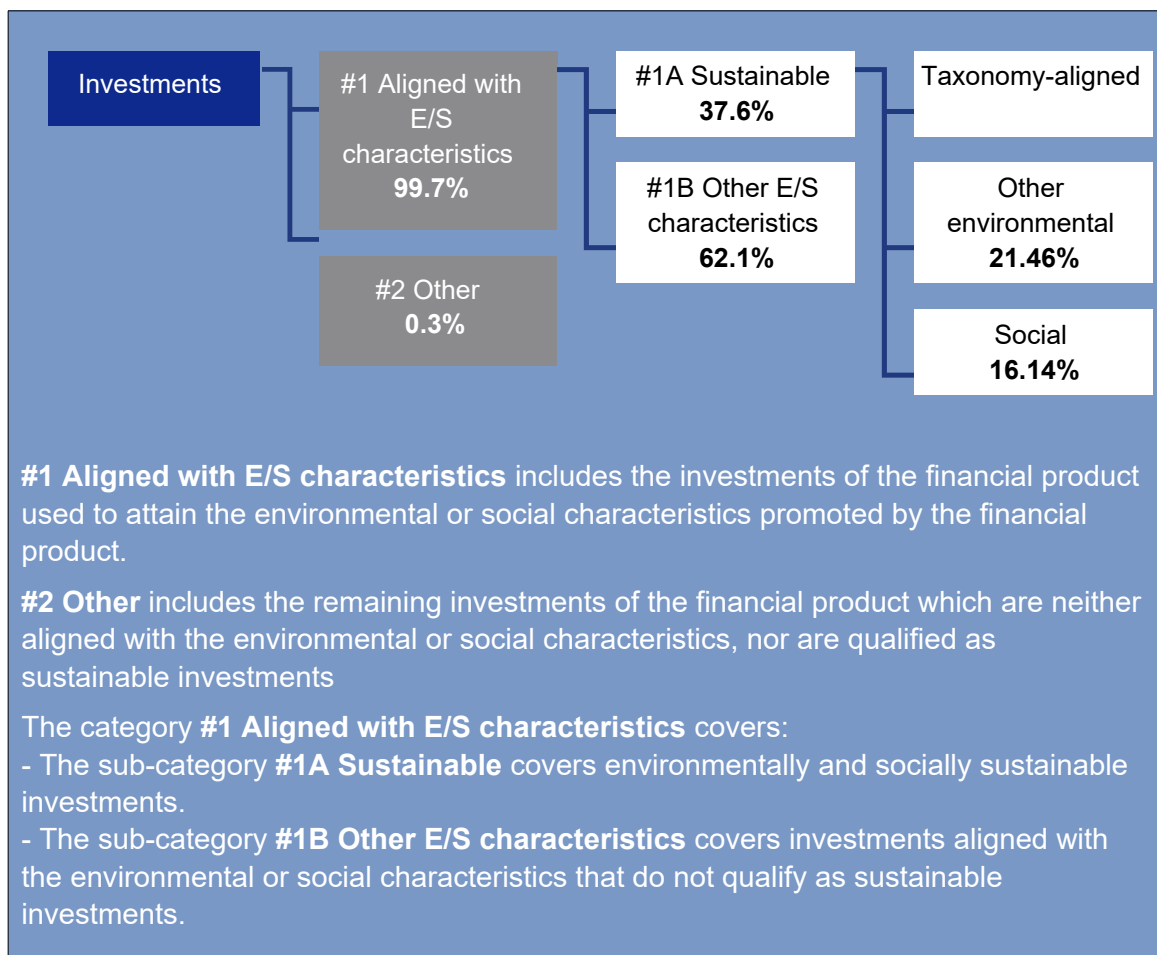 Investments
#1 Aligned with
E/S
characteristics
99.7%
#2 Other
0.3%
#1A Sustainable
37.6%
#1B Other E/S
characteristics
62.1%
Taxonomy-aligned
Other
environmental
21.46%
Social
16.14%
#1 Aligned with E/S characteristics includes the investments of the financial product
used to attain the environmental or social characteristics promoted by the financial
product.
#2 Other includes the remaining investments of the financial product which are neither
aligned with the environmental or social characteristics, nor are qualified as
sustainable investments
The category #1 Aligned with E/S characteristics covers:
- The sub-category #1A Sustainable covers environmentally and socially sustainable
investments.
- The sub-category #1B Other E/S characteristics covers investments aligned with
the environmental or social characteristics that do not qualify as sustainable
investments.